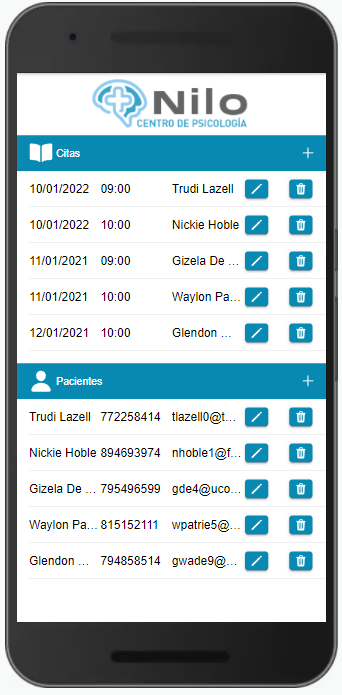 Nilo
CENTRO DE PSICOLOGÍA
Citas +
10/01/2022 09:00 Trudi Lazell
10/01/2022 10:00 Nickie Hoble
11/01/2021 09:00 Gizela De ...
11/01/2021 10:00 Waylon Pa...
12/01/2021 10:00 Glendon ...
Pacientes +
Trudi Lazell 772258414 tlazell0@t...
Nickie Hoble 894693974 nhoble1@f...
Gizela De ... 795496599 gde4@uco...
Waylon Pa... 815152111 wpatrie5@...
Glendon ... 794858514 gwade9@...